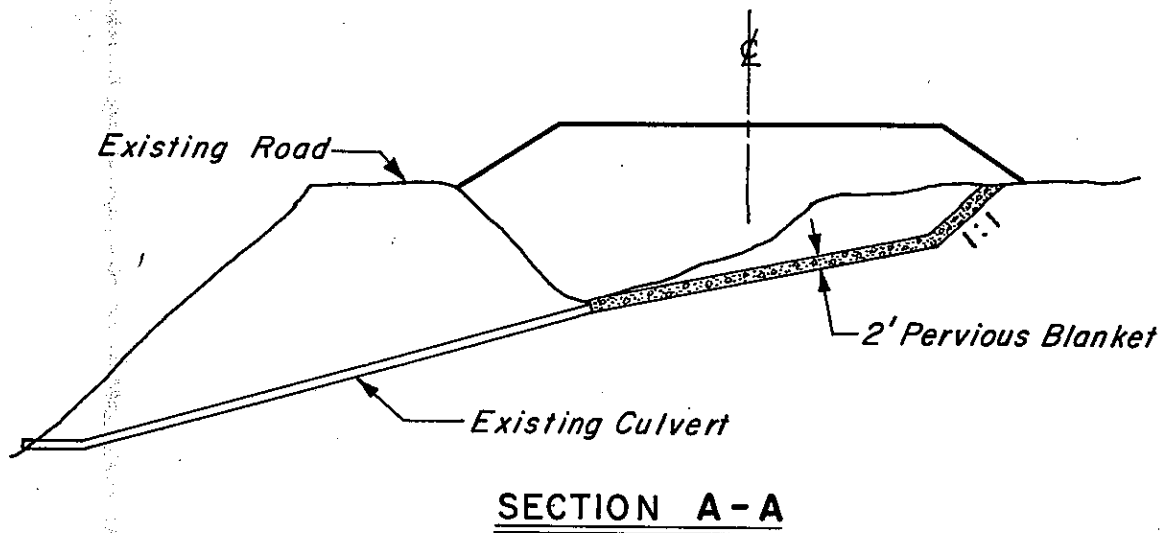 ℄
Existing Road
1:1
2' Pervious Blanket
Existing Culvert
SECTION A-A